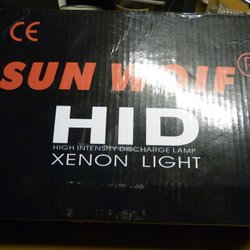 CE
SUN WOLF®
HID
HIGH INTENSITY DISCHARGE LAMP
XENON LIGHT